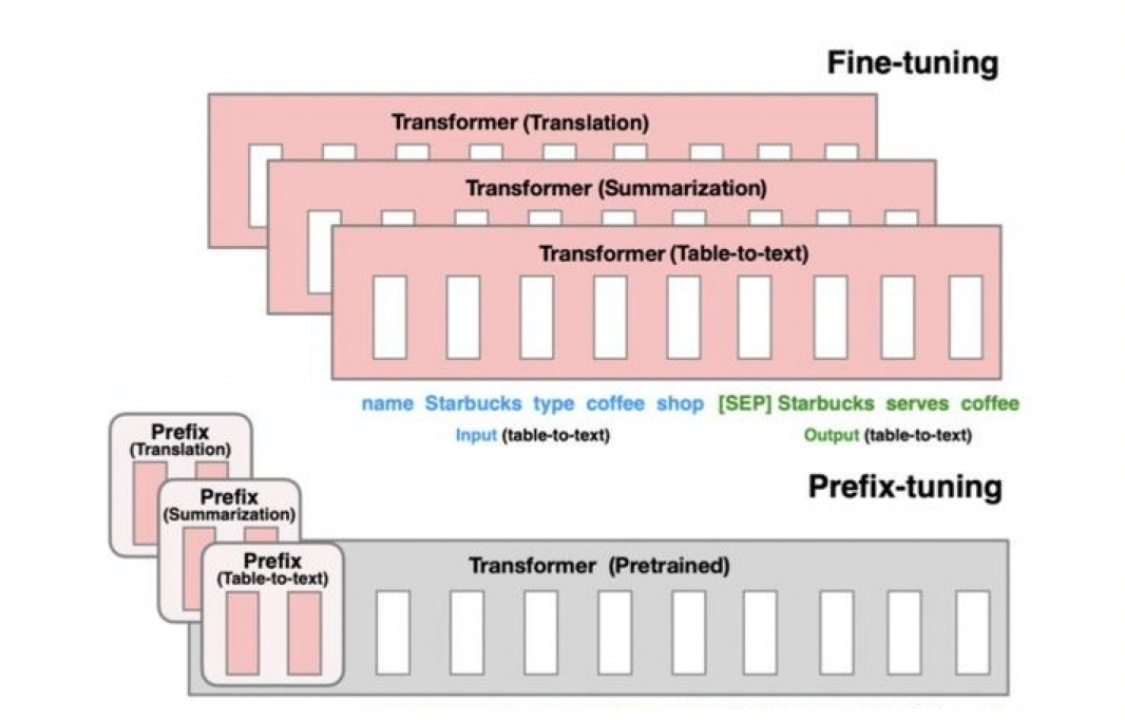 Fine-tuning
Transformer (Translation)
Transformer (Summarization)
Transformer (Table-to-text)
name Starbucks type coffee shop [SEP] Starbucks serves coffee
Input (table-to-text) Output (table-to-text)
Prefix-tuning
Prefix
(Translation)
Prefix
(Summarization)
Prefix
(Table-to-text)
Transformer (Pretrained)